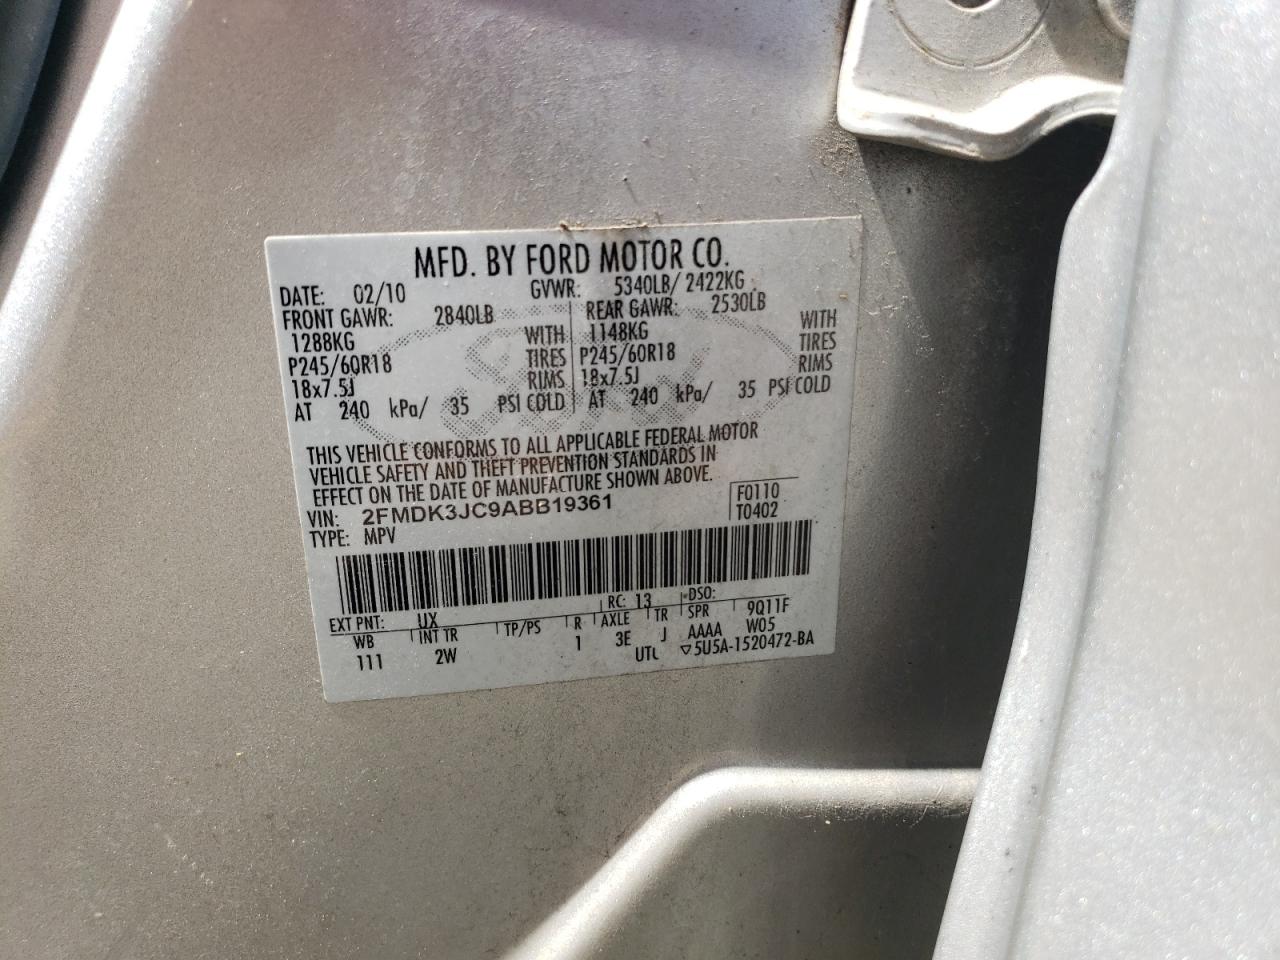 MFD. BY FORD MOTOR CO.
DATE: 02/10 GVWR: 5340LB/ 2422KG
FRONT GAWR: 2840LB REAR GAWR: 2530LB
1288KG WITH 1148KG WITH
P245/60R18 TIRES P245/60R18 TIRES
18x7.5J RIMS 18x7.5J RIMS
AT 240 kPa/ 35 PSI COLD AT 240 kPa/ 35 PSI COLD
THIS VEHICLE CONFORMS TO ALL APPLICABLE FEDERAL MOTOR
VEHICLE SAFETY AND THEFT PREVENTION STANDARDS IN
EFFECT ON THE DATE OF MANUFACTURE SHOWN ABOVE.
VIN: 2FMDK3JC9ABB19361 F0110
TYPE: MPV T0402
EXT PNT: UX RC: 13 DSO:
WB INT TR TP/PS R AXLE TR SPR 9Q11F
111 2W 1 3E J AAAA W05
UTC ▽5U5A-1520472-BA